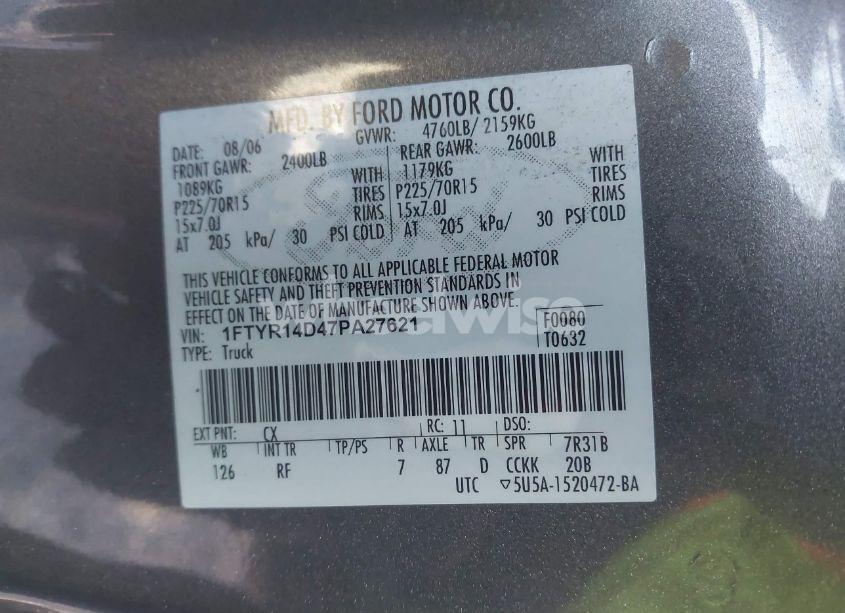 MFD. BY FORD MOTOR CO.
DATE: 08/06 GVWR: 4760LB/ 2159KG
FRONT GAWR: 2400LB REAR GAWR: 2600LB
1089KG WITH 1179KG WITH
P225/70R15 TIRES P225/70R15 TIRES
15x7.0J RIMS 15x7.0J RIMS
AT 205 kPa/ 30 PSI COLD AT 205 kPa/ 30 PSI COLD
THIS VEHICLE CONFORMS TO ALL APPLICABLE FEDERAL MOTOR
VEHICLE SAFETY AND THEFT PREVENTION STANDARDS IN
EFFECT ON THE DATE OF MANUFACTURE SHOWN ABOVE.
VIN: 1FTYR14D47PA27621 F0080
TYPE: Truck T0632
EXT PNT: CX RC: 11 DSO:
WB INT TR TP/PS R AXLE TR SPR 7R31B
126 RF 7 87 D CCKK 20B
UTC ▽5U5A-1520472-BA